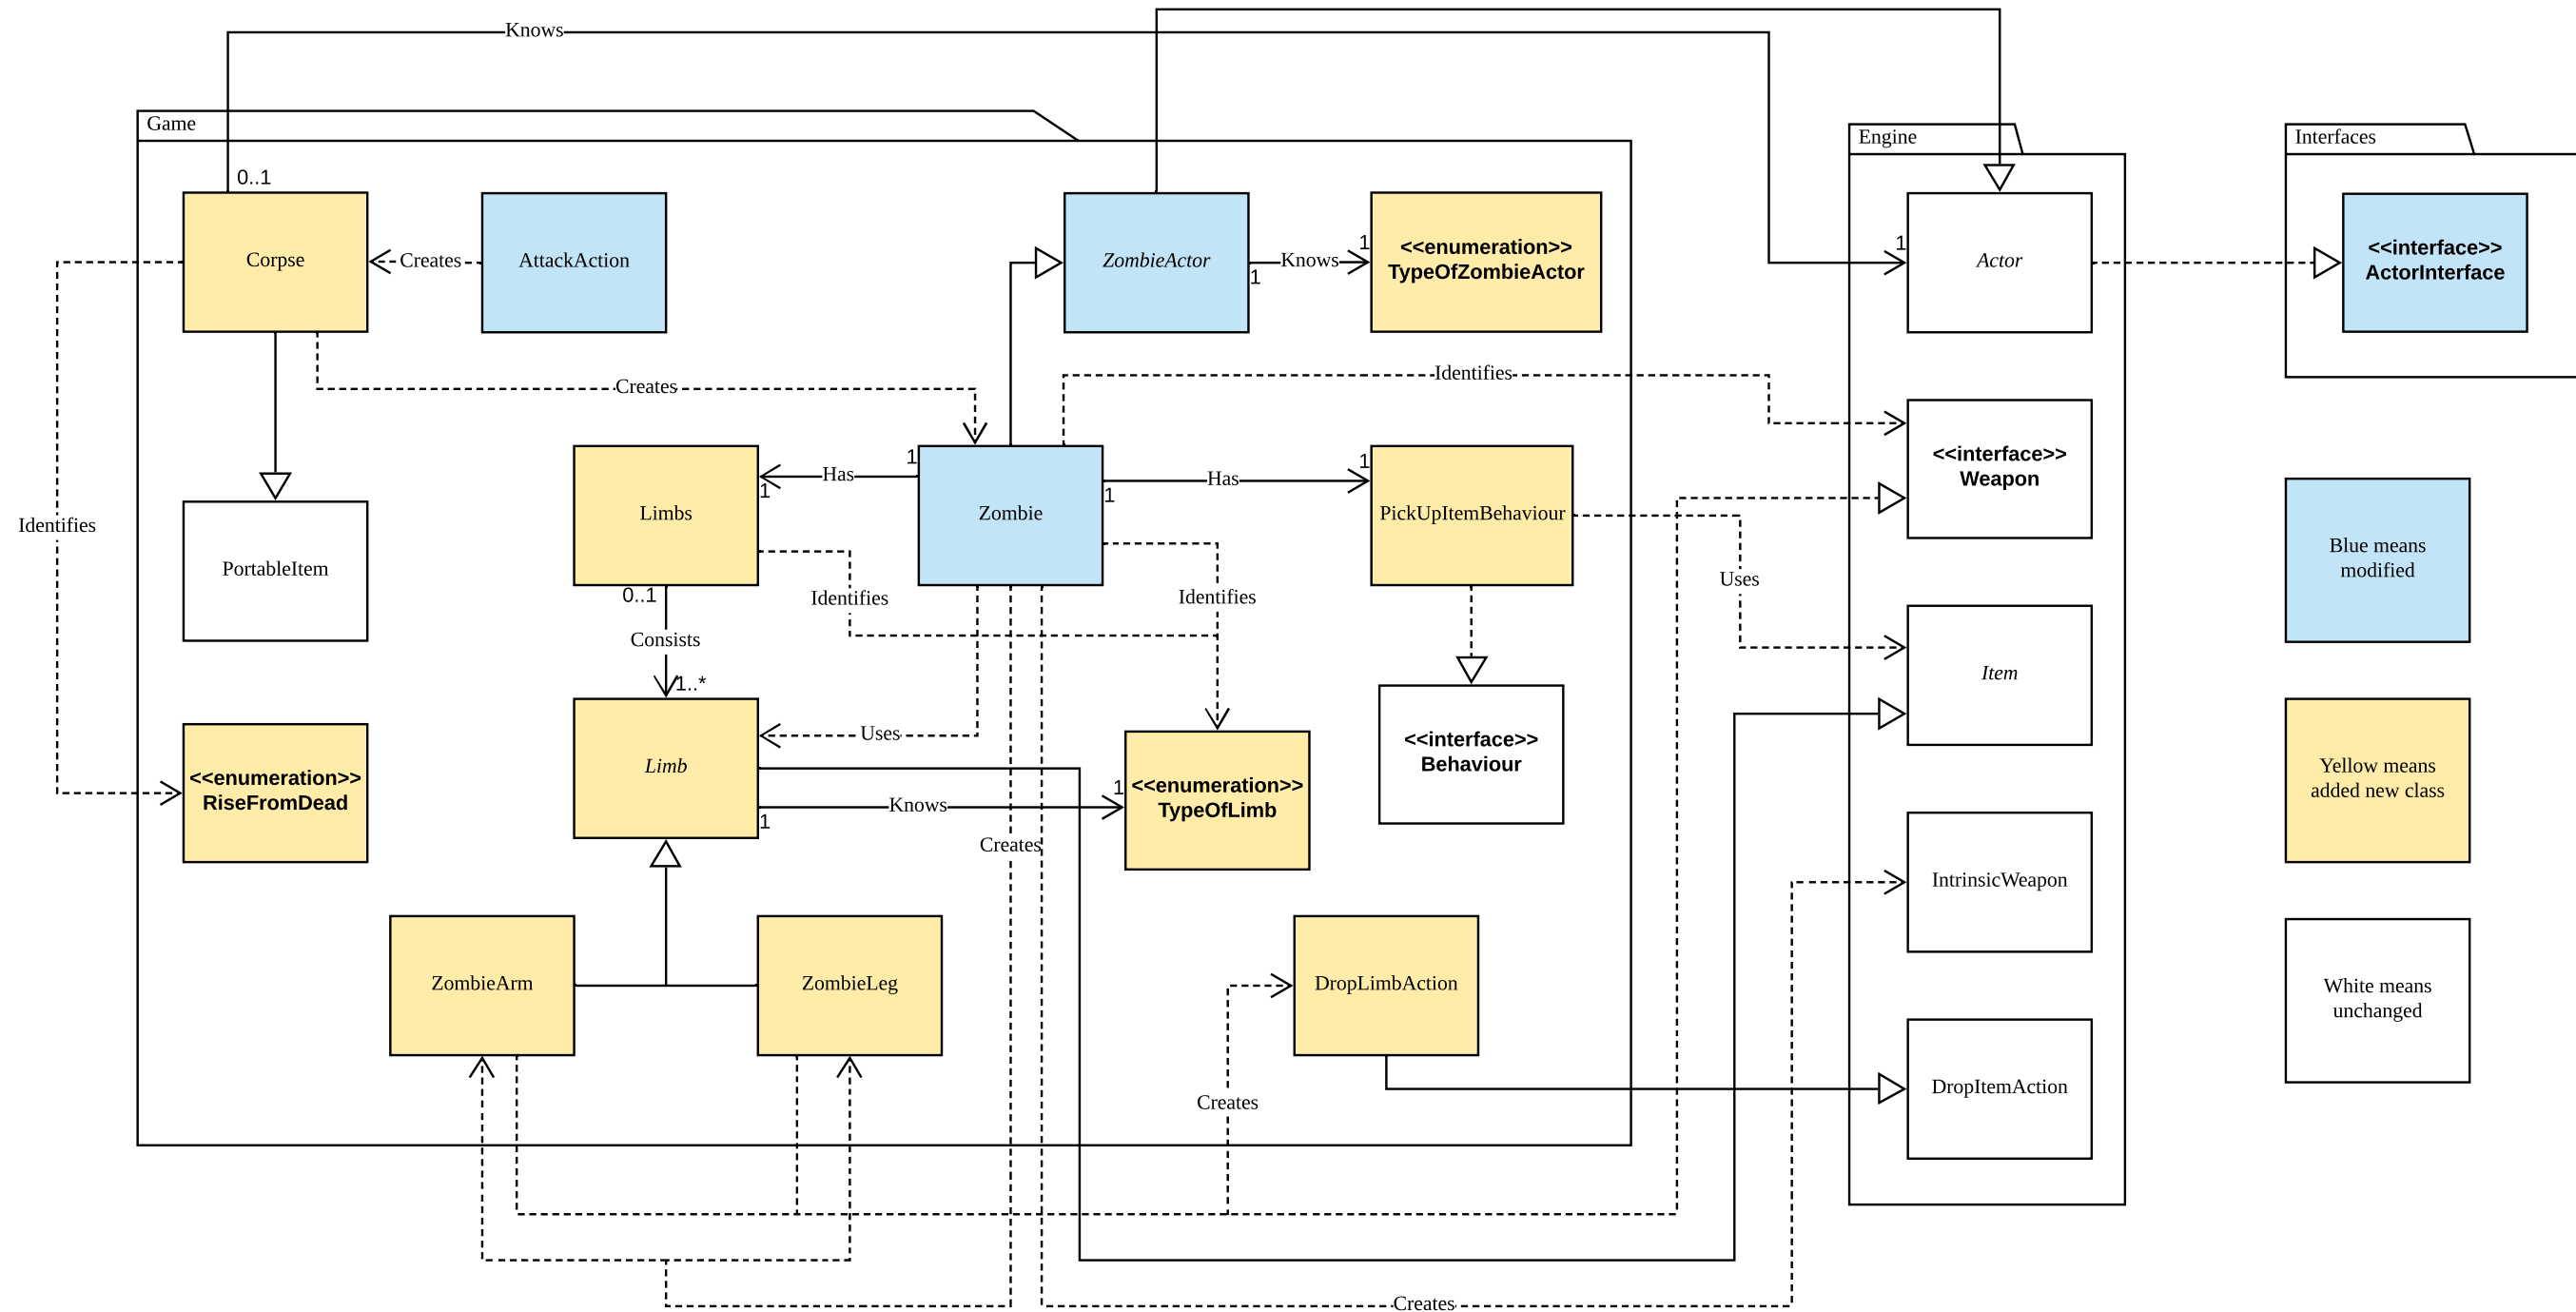 Knows
Game
Engine
Interfaces
0..1
Corpse
Creates
AttackAction
ZombieActor
1
Knows
1
<<enumeration>>
TypeOfZombieActor
1
Actor
<<interface>>
ActorInterface
Creates
Identifies
Identifies
PortableItem
Limbs
1
Has
1
Zombie
1
Has
1
PickUpItemBehaviour
<<interface>>
Weapon
Uses
Blue means
modified
0..1
Consists
1..*
Identifies
Identifies
Item
Limb
Uses
<<interface>>
Behaviour
<<enumeration>>
RiseFromDead
1
Knows
1
<<enumeration>>
TypeOfLimb
Yellow means
added new class
Creates
IntrinsicWeapon
ZombieArm
ZombieLeg
DropLimbAction
White means
unchanged
Creates
DropItemAction
Creates